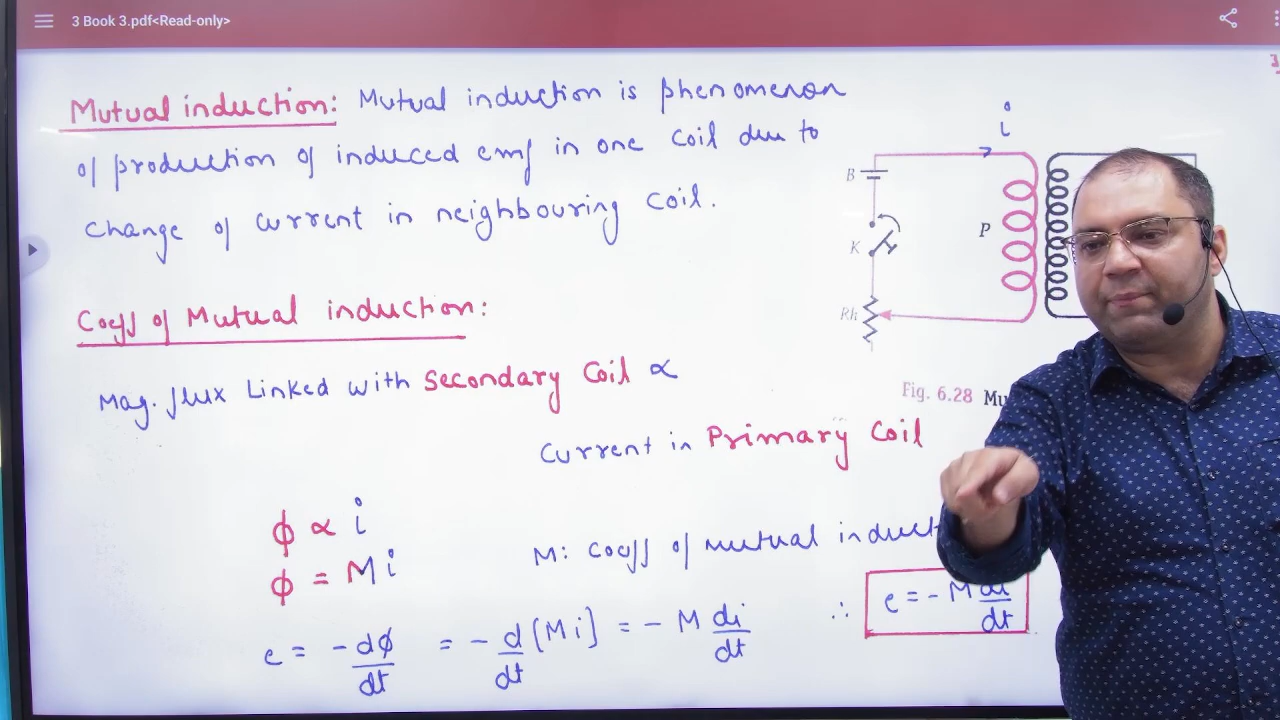 3 Book 3.pdf<Read-only>
Mutual induction: Mutual induction is phenomenon
of production of induced emf in one coil due to
change of current in neighbouring coil.
i
B
P
K
Rh
Fig. 6.28 Mu
Coeff of Mutual induction:
Mag. flux Linked with Secondary Coil ∝
Current in Primary Coil
ϕ ∝ i
ϕ = Mi
M: Coeff of mutual induct
e = -dϕ/dt = -d/dt (Mi) = -M di/dt ∴ e = -M di/dt